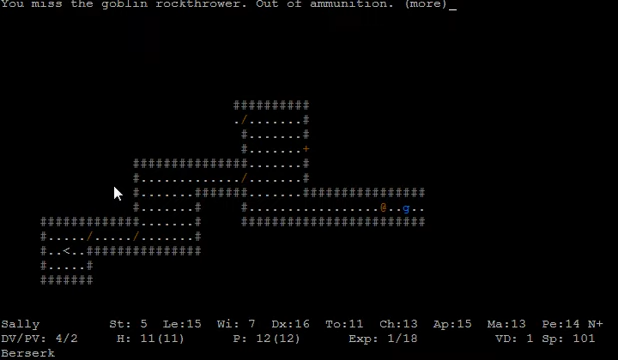 You miss the goblin rockthrower. Out of ammunition. (more)_
Sally St: 5 Le:15 Wi: 7 Dx:16 To:11 Ch:13 Ap:15 Ma:13 Pe:14 N+
DV/PV: 4/2 H: 11(11) P: 12(12) Exp: 1/18 VD: 1 Sp: 101
Berserk